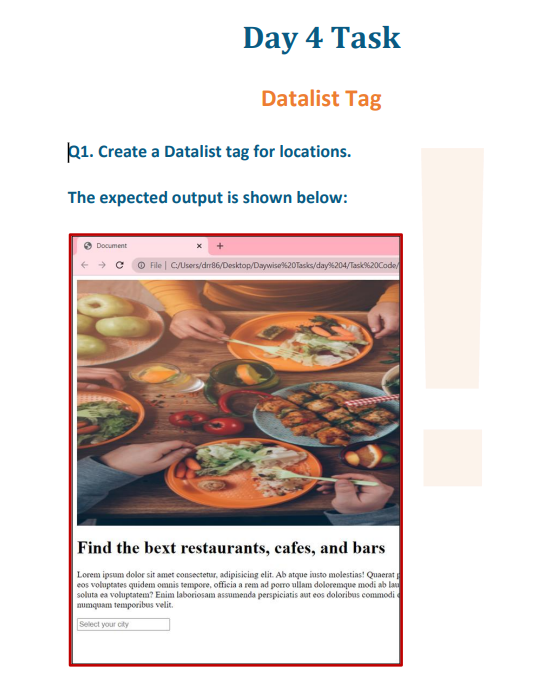 Day 4 Task
Datalist Tag
Q1. Create a Datalist tag for locations.
The expected output is shown below:
Document
File | C:/Users/drr86/Desktop/Daywise%20Tasks/day%204/Task%20Code/
Find the bext restaurants, cafes, and bars
Lorem ipsum dolor sit amet consectetur, adipisicing elit. Ab atque iusto molestias! Quaerat p
eos voluptates quidem omnis tempore, officia a rem ad porro ullam doloremque modi ab lau
soluta ea voluptatem? Enim laboriosam assumenda perspiciatis aut eos doloribus commodi
numquam temporibus velit.
Select your city